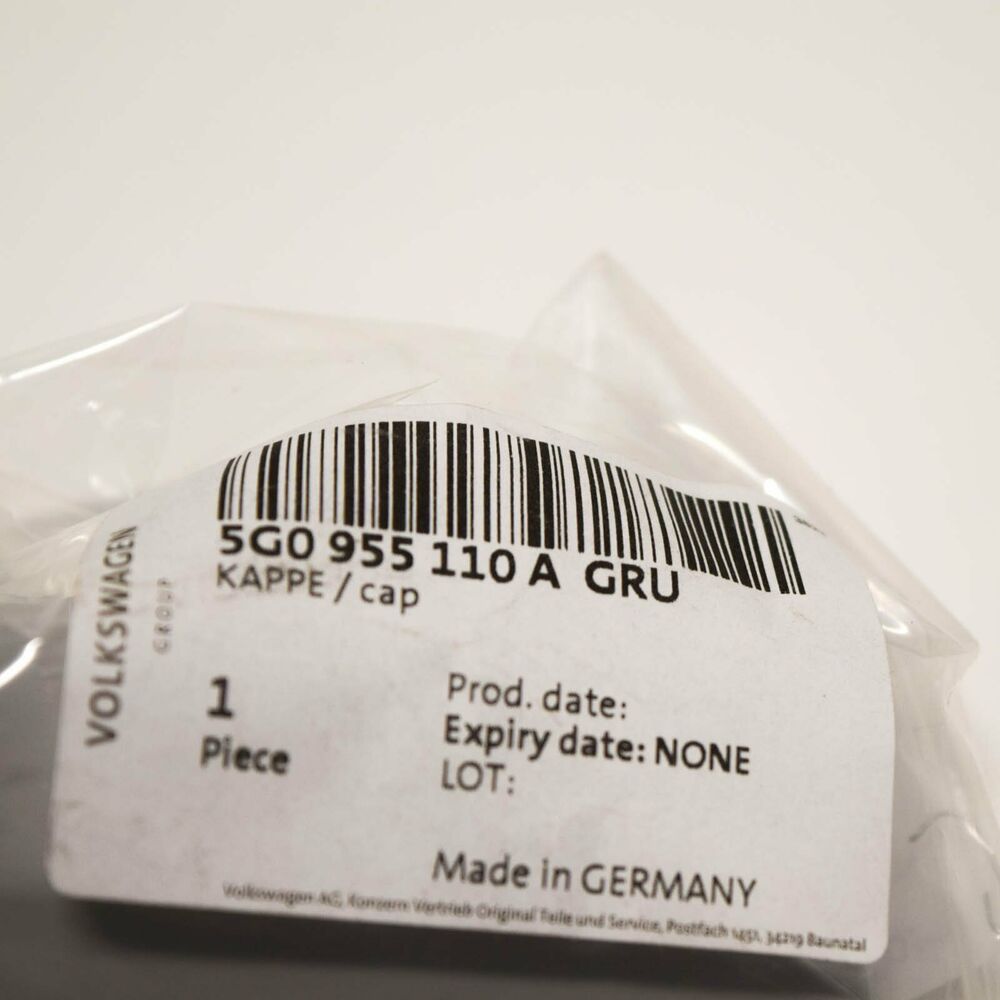 5G0 955 110 A GRU
KAPPE / cap
VOLKSWAGEN
GROUP
1
Piece
Prod. date:
Expiry date: NONE
LOT:
Made in GERMANY
Volkswagen AG, Konzern Vertrieb Original Teile und Service, Postfach 1451, 34219 Baunatal